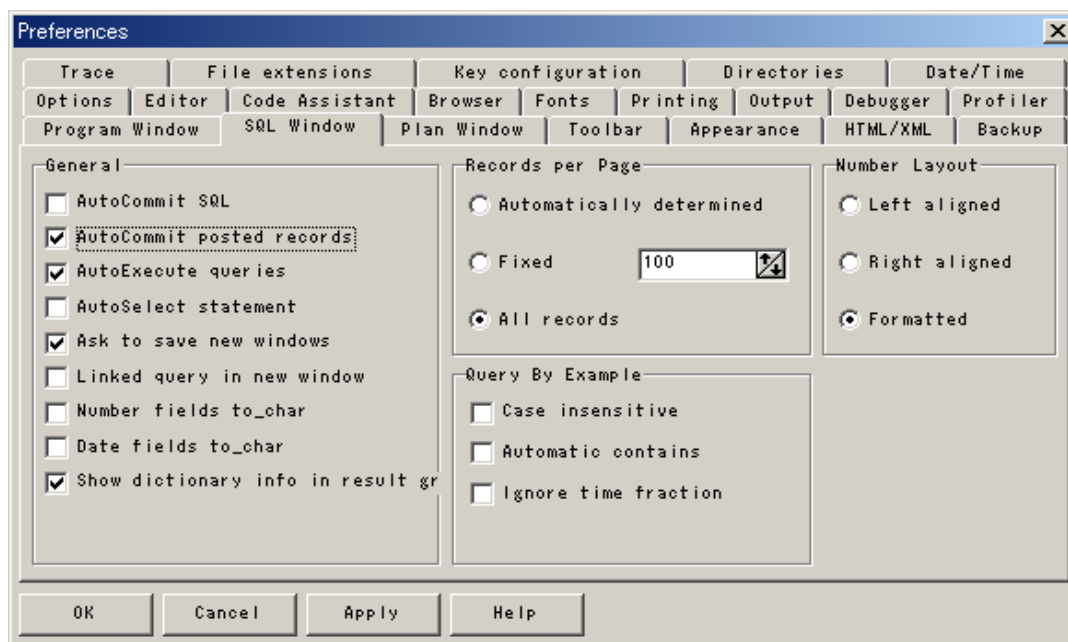 Preferences
Trace File extensions Key configuration Directories Date/Time
Options Editor Code Assistant Browser Fonts Printing Output Debugger Profiler
Program Window SQL Window Plan Window Toolbar Appearance HTML/XML Backup
General
AutoCommit SQL
AutoCommit posted records
AutoExecute queries
AutoSelect statement
Ask to save new windows
Linked query in new window
Number fields to_char
Date fields to_char
Show dictionary info in result gr
Records per Page
Automatically determined
Fixed 100
All records
Query By Example
Case insensitive
Automatic contains
Ignore time fraction
Number Layout
Left aligned
Right aligned
Formatted
OK Cancel Apply Help